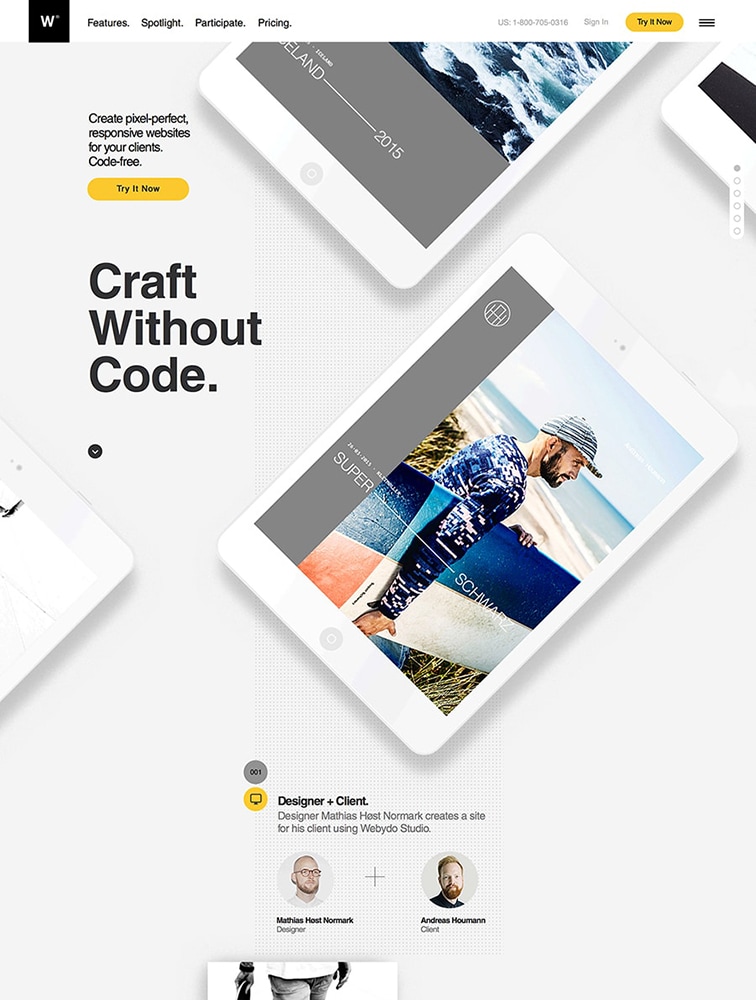 W®
Features. Spotlight. Participate. Pricing.
US: 1-800-705-0316 Sign In Try It Now
Create pixel-perfect,
responsive websites
for your clients.
Code-free.
Try It Now
2015
Craft
Without
Code.
SUPER
SCHWARZ
001
Designer + Client.
Designer Mathias Høst Normark creates a site
for his client using Webydo Studio.
Mathias Høst Normark
Designer
Andreas Houmann
Client